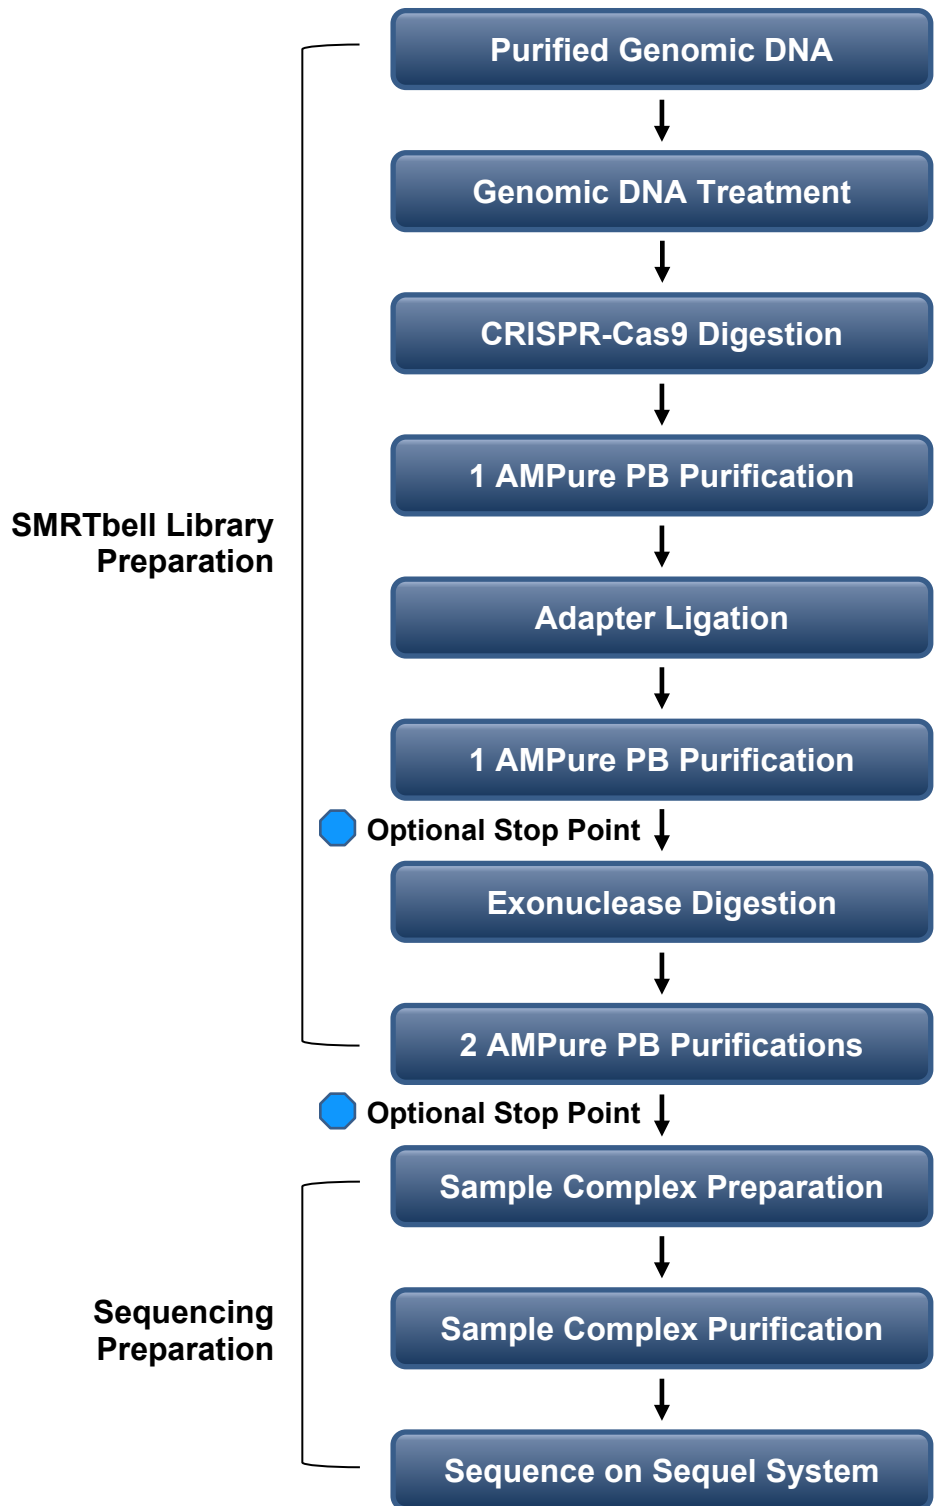 Purified Genomic DNA
Genomic DNA Treatment
CRISPR-Cas9 Digestion
1 AMPure PB Purification
SMRTbell Library
Preparation
Adapter Ligation
1 AMPure PB Purification
Optional Stop Point
Exonuclease Digestion
2 AMPure PB Purifications
Optional Stop Point
Sample Complex Preparation
Sequencing
Preparation
Sample Complex Purification
Sequence on Sequel System